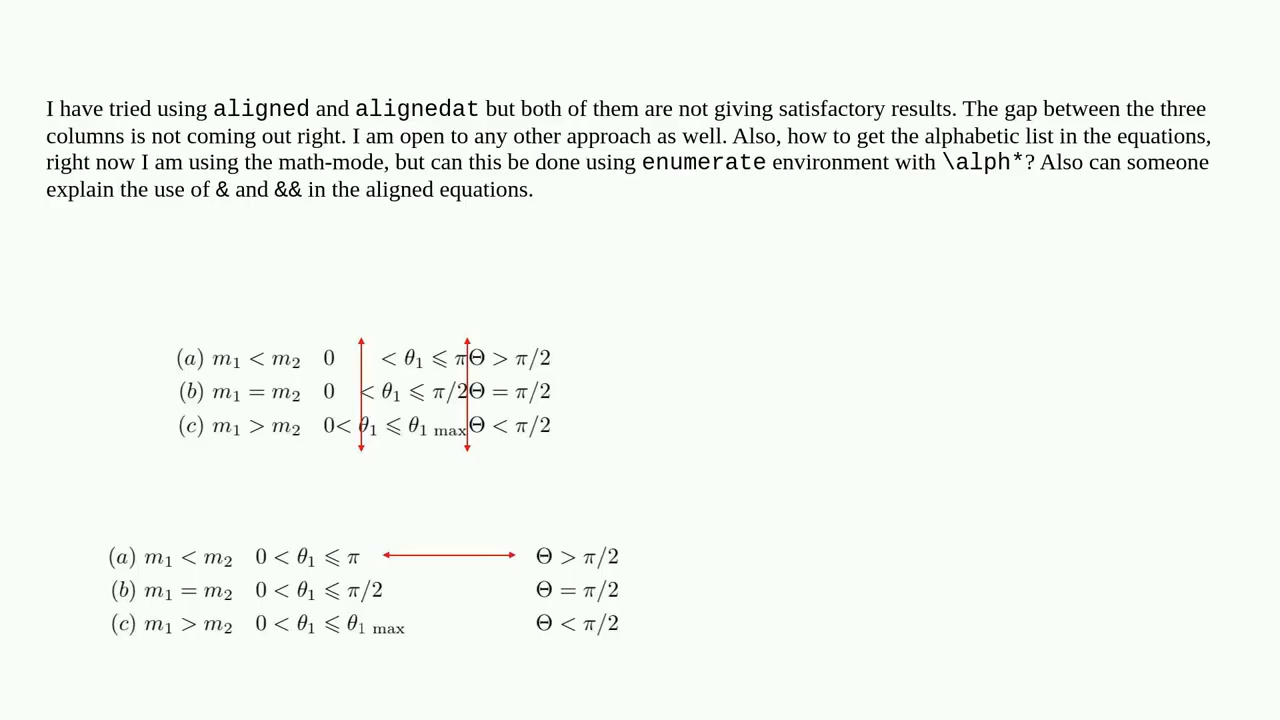 I have tried using aligned and alignedat but both of them are not giving satisfactory results. The gap between the three
columns is not coming out right. I am open to any other approach as well. Also, how to get the alphabetic list in the equations,
right now I am using the math-mode, but can this be done using enumerate environment with \alph*? Also can someone
explain the use of & and && in the aligned equations.
(a) m₁ < m₂ 0 < θ₁ ⩽ πΘ > π/2
(b) m₁ = m₂ 0 < θ₁ ⩽ π/2Θ = π/2
(c) m₁ > m₂ 0< θ₁ ⩽ θ₁ maxΘ < π/2
(a) m₁ < m₂ 0 < θ₁ ⩽ π Θ > π/2
(b) m₁ = m₂ 0 < θ₁ ⩽ π/2 Θ = π/2
(c) m₁ > m₂ 0 < θ₁ ⩽ θ₁ max Θ < π/2